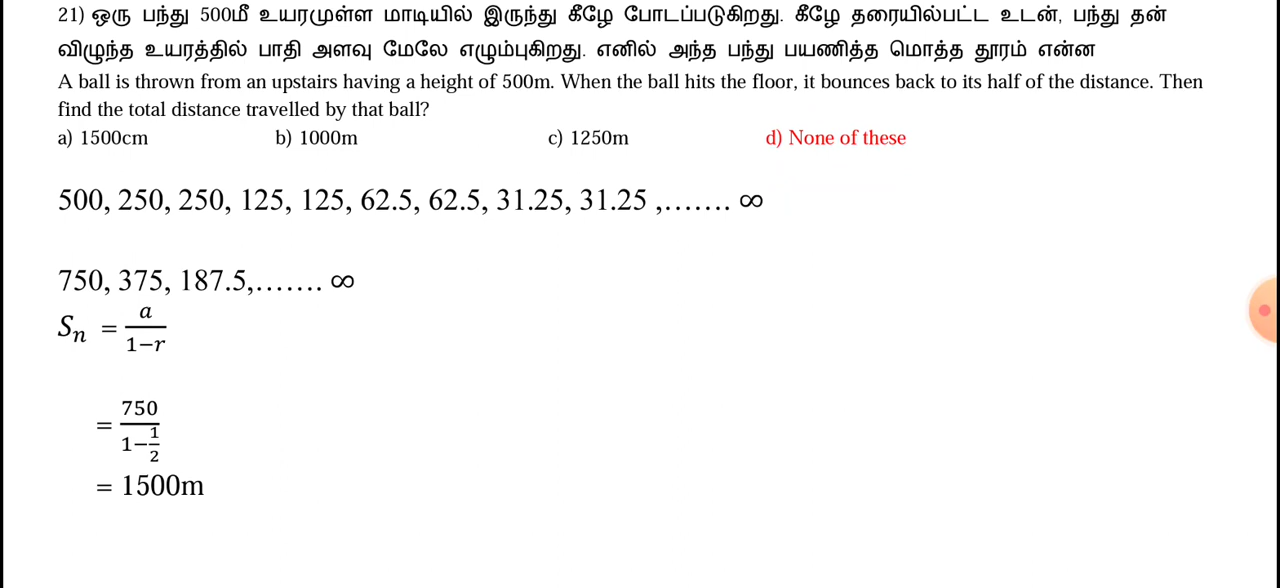 21) ஒரு பந்து 500மீ உயரமுள்ள மாடியில் இருந்து கீழே போடப்படுகிறது. கீழே தரையில்பட்ட உடன், பந்து தன்
விழுந்த உயரத்தில் பாதி அளவு மேலே எழும்புகிறது. எனில் அந்த பந்து பயணித்த மொத்த தூரம் என்ன
A ball is thrown from an upstairs having a height of 500m. When the ball hits the floor, it bounces back to its half of the distance. Then
find the total distance travelled by that ball?
a) 1500cm b) 1000m c) 1250m d) None of these
500, 250, 250, 125, 125, 62.5, 62.5, 31.25, 31.25 ,....... ∞
750, 375, 187.5,....... ∞
Sₙ = a/(1−r)
= 750/(1−1/2)
= 1500m